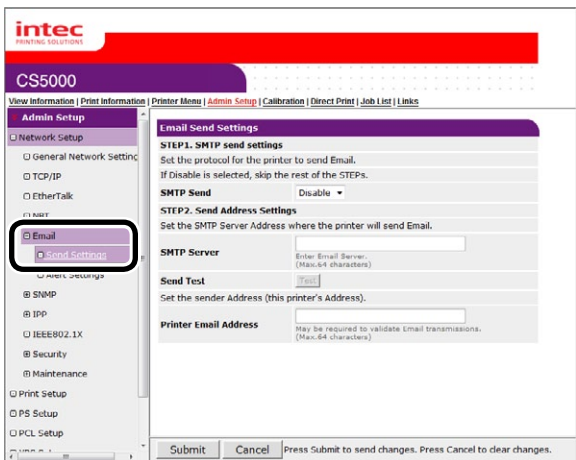 intec
PRINTING SOLUTIONS
CS5000
View Information | Print Information | Printer Menu | Admin Setup | Calibration | Direct Print | Job List | Links
Admin Setup
Network Setup
General Network Setting
TCP/IP
EtherTalk
NBT
Email
Send Settings
Alert Settings
SNMP
IPP
IEEE802.1X
Security
Maintenance
Print Setup
PS Setup
PCL Setup
Email Send Settings
STEP1. SMTP send settings
Set the protocol for the printer to send Email.
If Disable is selected, skip the rest of the STEPs.
SMTP Send Disable
STEP2. Send Address Settings
Set the SMTP Server Address where the printer will send Email.
SMTP Server
Enter Email Server.
(Max.64 characters)
Send Test Test
Set the sender Address (this printer's Address).
Printer Email Address
May be required to validate Email transmissions.
(Max.64 characters)
Submit Cancel Press Submit to send changes. Press Cancel to clear changes.